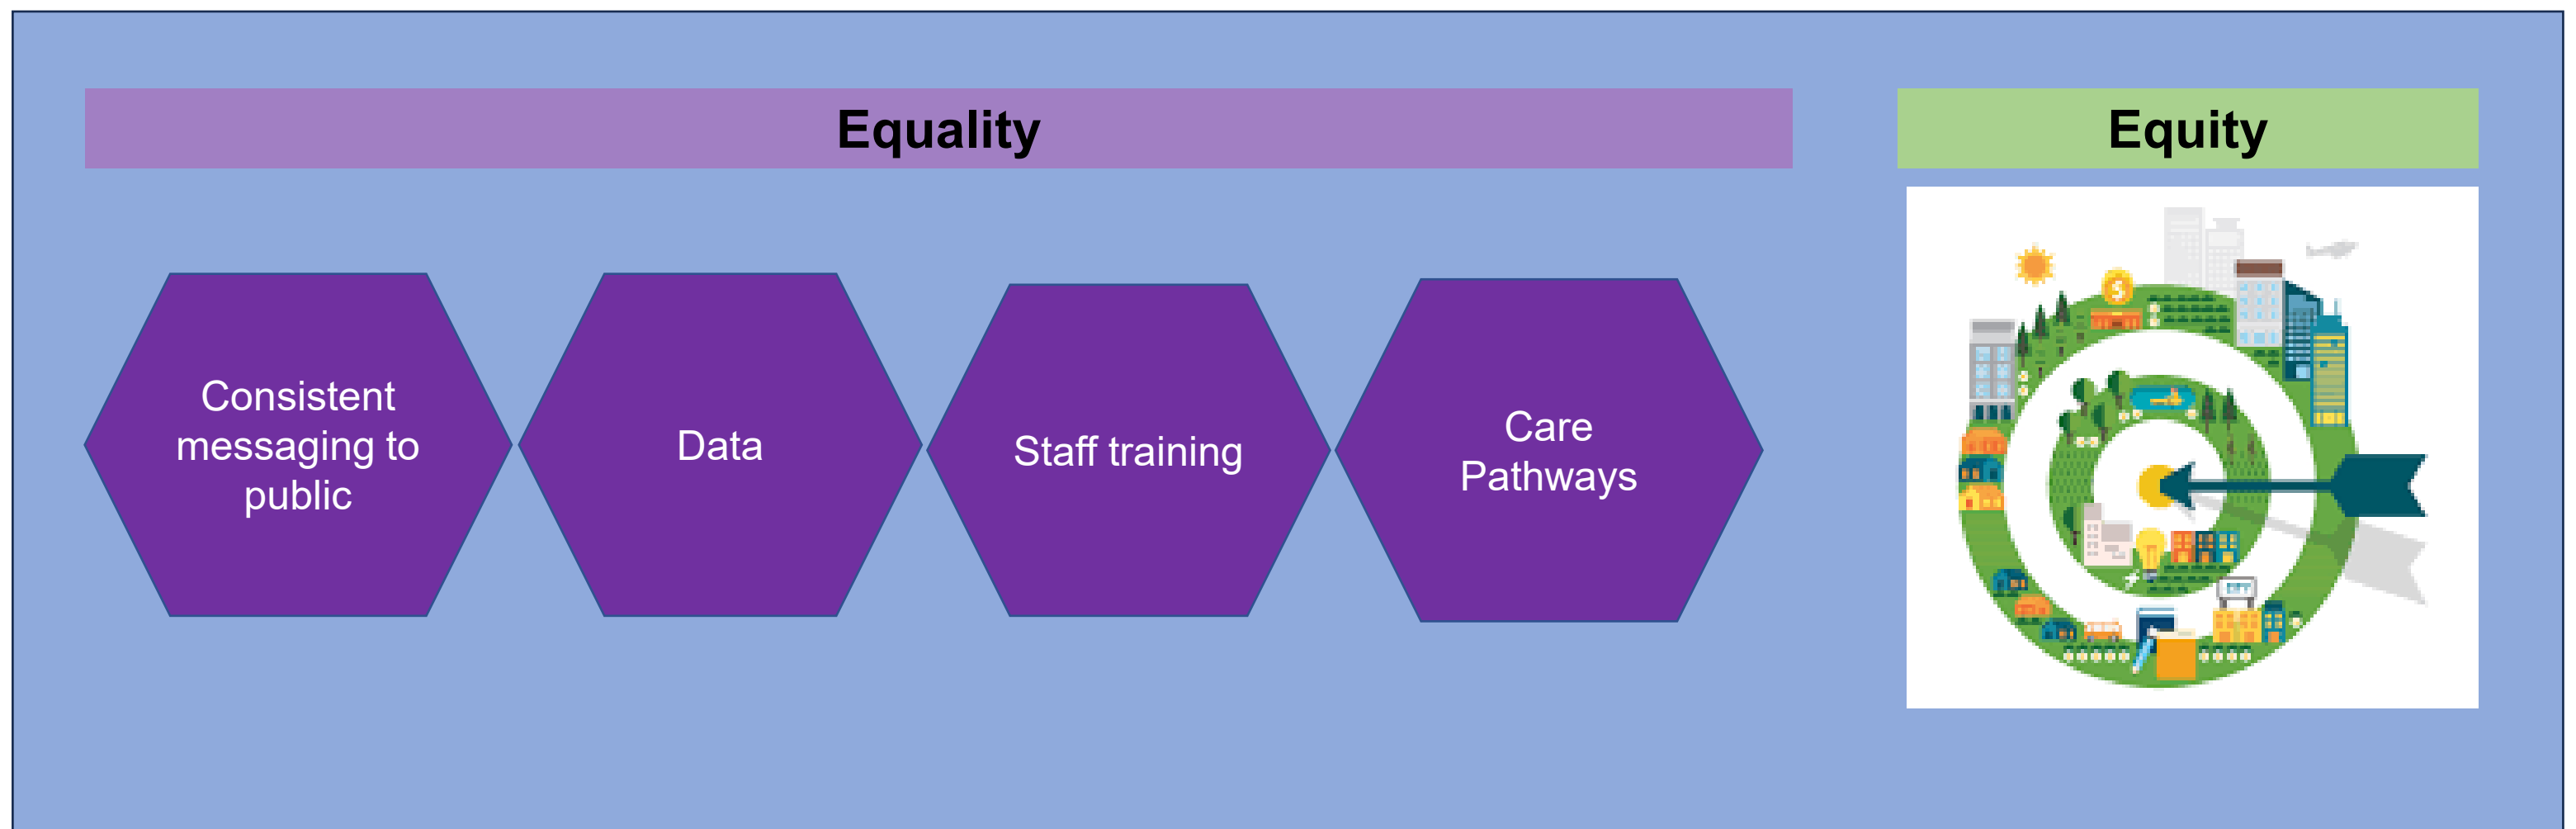 Equality
Equity
Consistent
messaging to
public
Data
Staff training
Care
Pathways